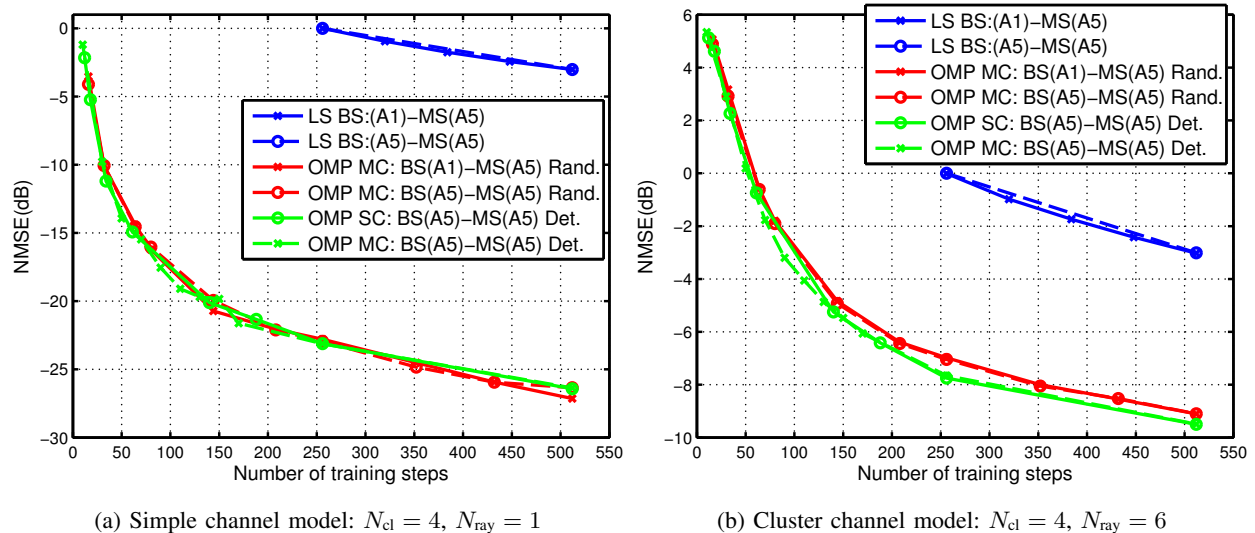 0
−5
−10
−15
−20
−25
−30
NMSE(dB)
0 50 100 150 200 250 300 350 400 450 500 550
Number of training steps
LS BS:(A1)−MS(A5)
LS BS:(A5)−MS(A5)
OMP MC: BS(A1)−MS(A5) Rand.
OMP MC: BS(A5)−MS(A5) Rand.
OMP SC: BS(A5)−MS(A5) Det.
OMP MC: BS(A5)−MS(A5) Det.
(a) Simple channel model: N_cl = 4, N_ray = 1
6
4
2
0
−2
−4
−6
−8
−10
NMSE(dB)
0 50 100 150 200 250 300 350 400 450 500 550
Number of training steps
LS BS:(A1)−MS(A5)
LS BS:(A5)−MS(A5)
OMP MC: BS(A1)−MS(A5) Rand.
OMP MC: BS(A5)−MS(A5) Rand.
OMP SC: BS(A5)−MS(A5) Det.
OMP MC: BS(A5)−MS(A5) Det.
(b) Cluster channel model: N_cl = 4, N_ray = 6